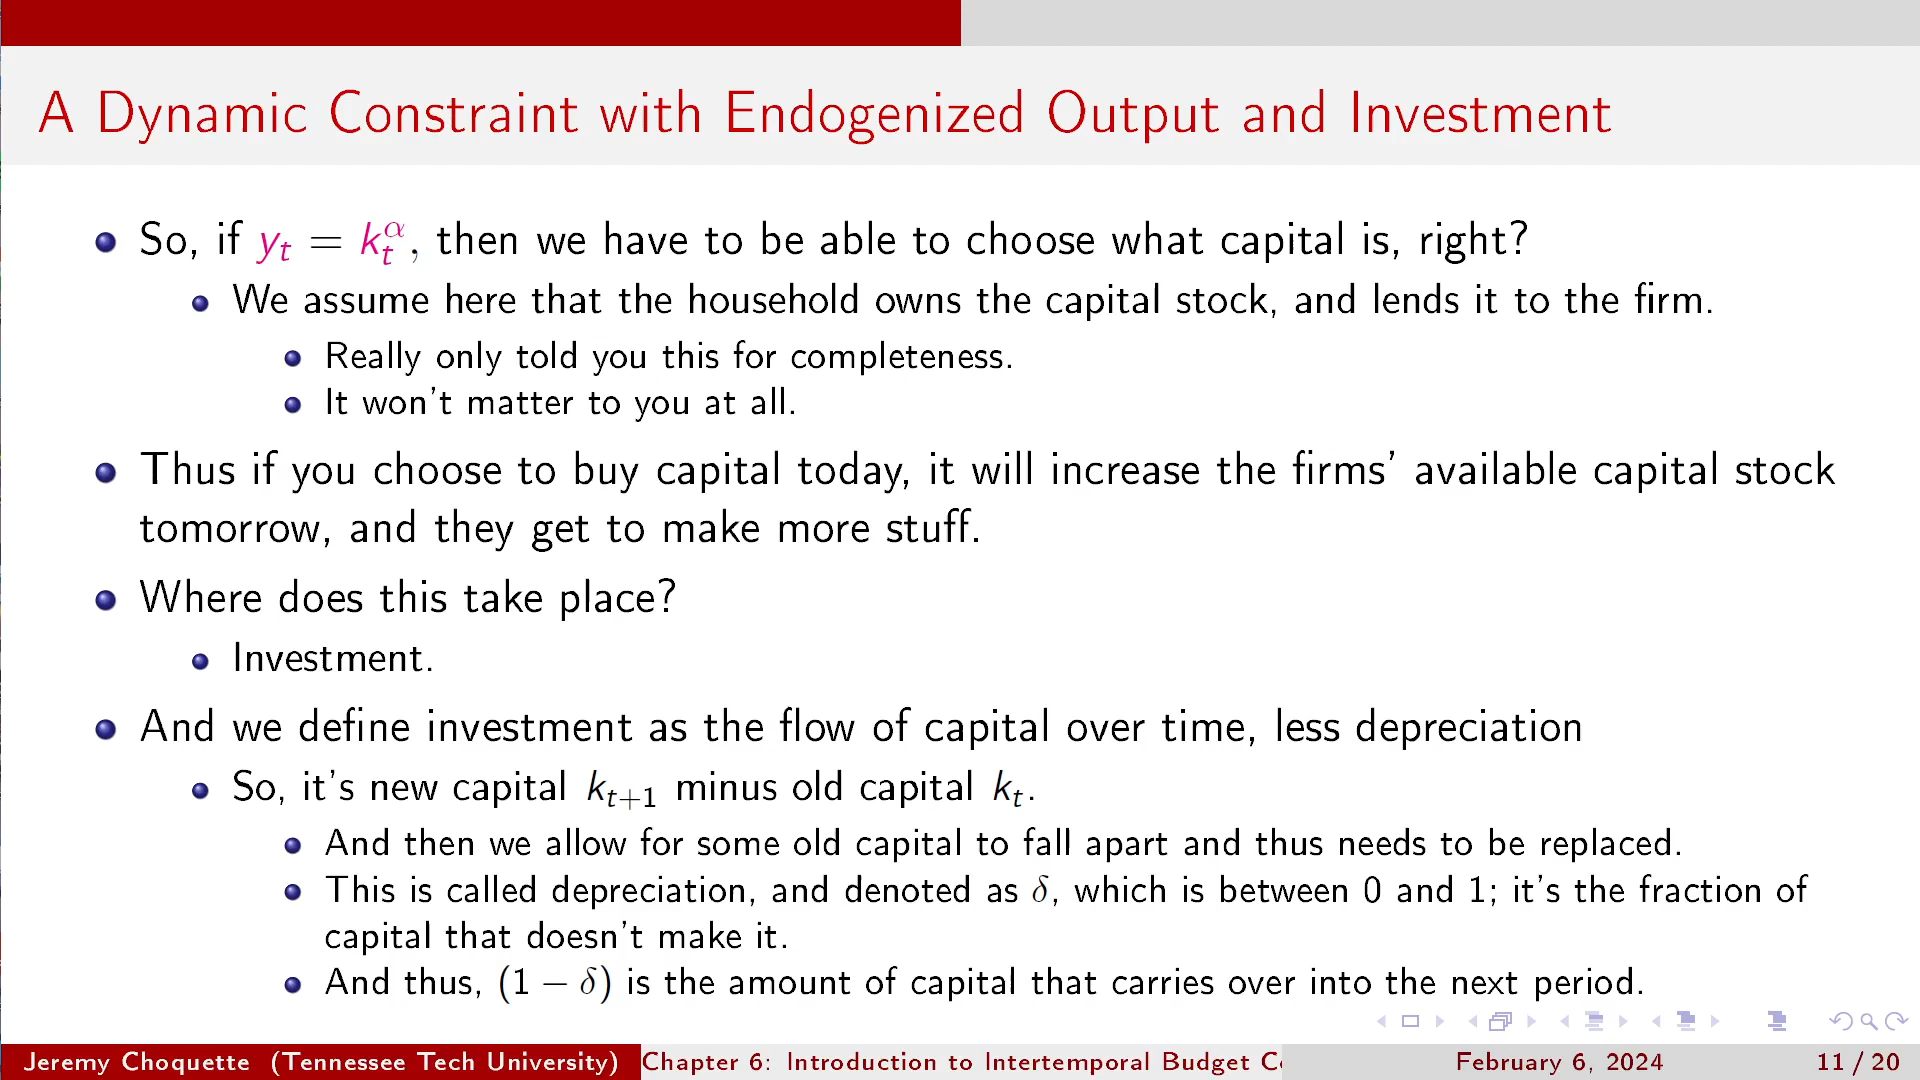 A Dynamic Constraint with Endogenized Output and Investment
So, if y_t = k_t^α, then we have to be able to choose what capital is, right?
We assume here that the household owns the capital stock, and lends it to the firm.
Really only told you this for completeness.
It won't matter to you at all.
Thus if you choose to buy capital today, it will increase the firms' available capital stock
tomorrow, and they get to make more stuff.
Where does this take place?
Investment.
And we define investment as the flow of capital over time, less depreciation
So, it's new capital k_{t+1} minus old capital k_t.
And then we allow for some old capital to fall apart and thus needs to be replaced.
This is called depreciation, and denoted as δ, which is between 0 and 1; it's the fraction of
capital that doesn't make it.
And thus, (1 − δ) is the amount of capital that carries over into the next period.
Jeremy Choquette (Tennessee Tech University) Chapter 6: Introduction to Intertemporal Budget February 6, 2024 11 / 20